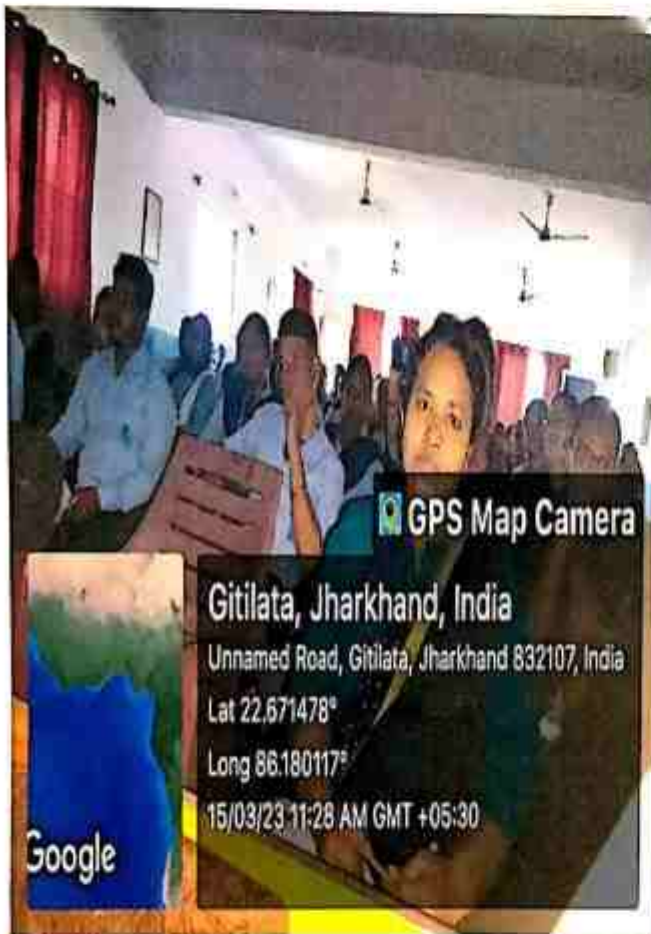 GPS Map Camera
Gitilata, Jharkhand, India
Unnamed Road, Gitilata, Jharkhand 832107, India
Lat 22.671478°
Long 86.180117°
15/03/23 11:28 AM GMT +05:30
Google